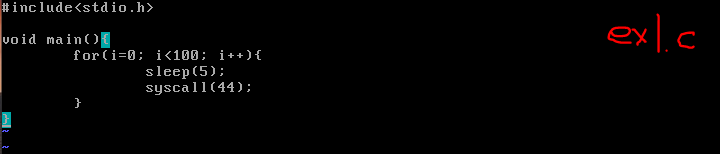 #include<stdio.h>
void main(){
        for(i=0; i<100; i++){
                sleep(5);
                syscall(44);
        }
}
~
~
ex1.c